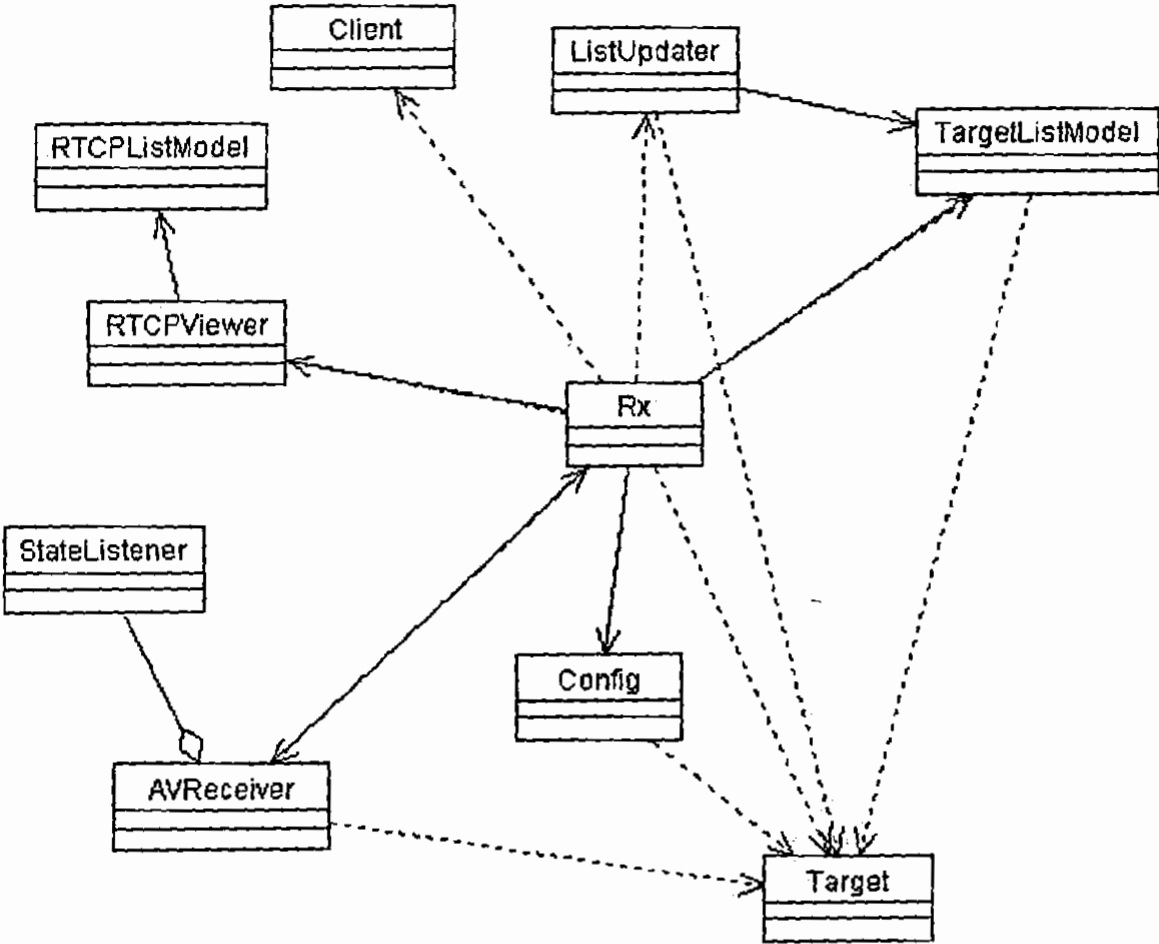 Client
ListUpdater
TargetListModel
RTCPListModel
RTCPViewer
Rx
StateListener
Config
AVReceiver
Target